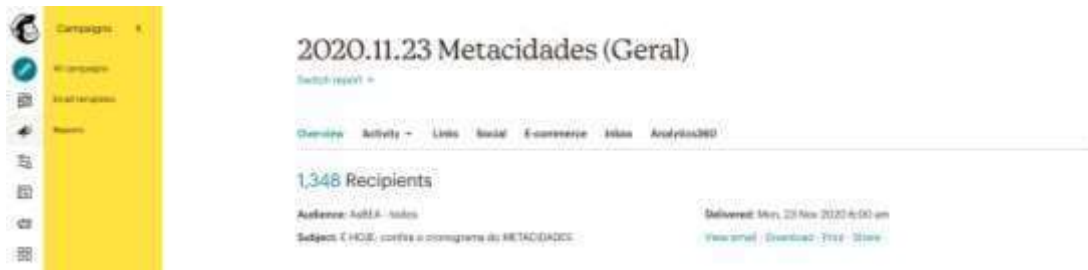 Campaigns
All campaigns
Email templates
Reports
2020.11.23 Metacidades (Geral)
Switch report
Overview Activity Links Social E-commerce Inbox Analytics360
1,348 Recipients
Audience: AsBEA - todos
Delivered: Mon, 23 Nov 2020 6:00 am
Subject: É HOJE: confira o cronograma do METACIDADES
View email · Download · Print · Share